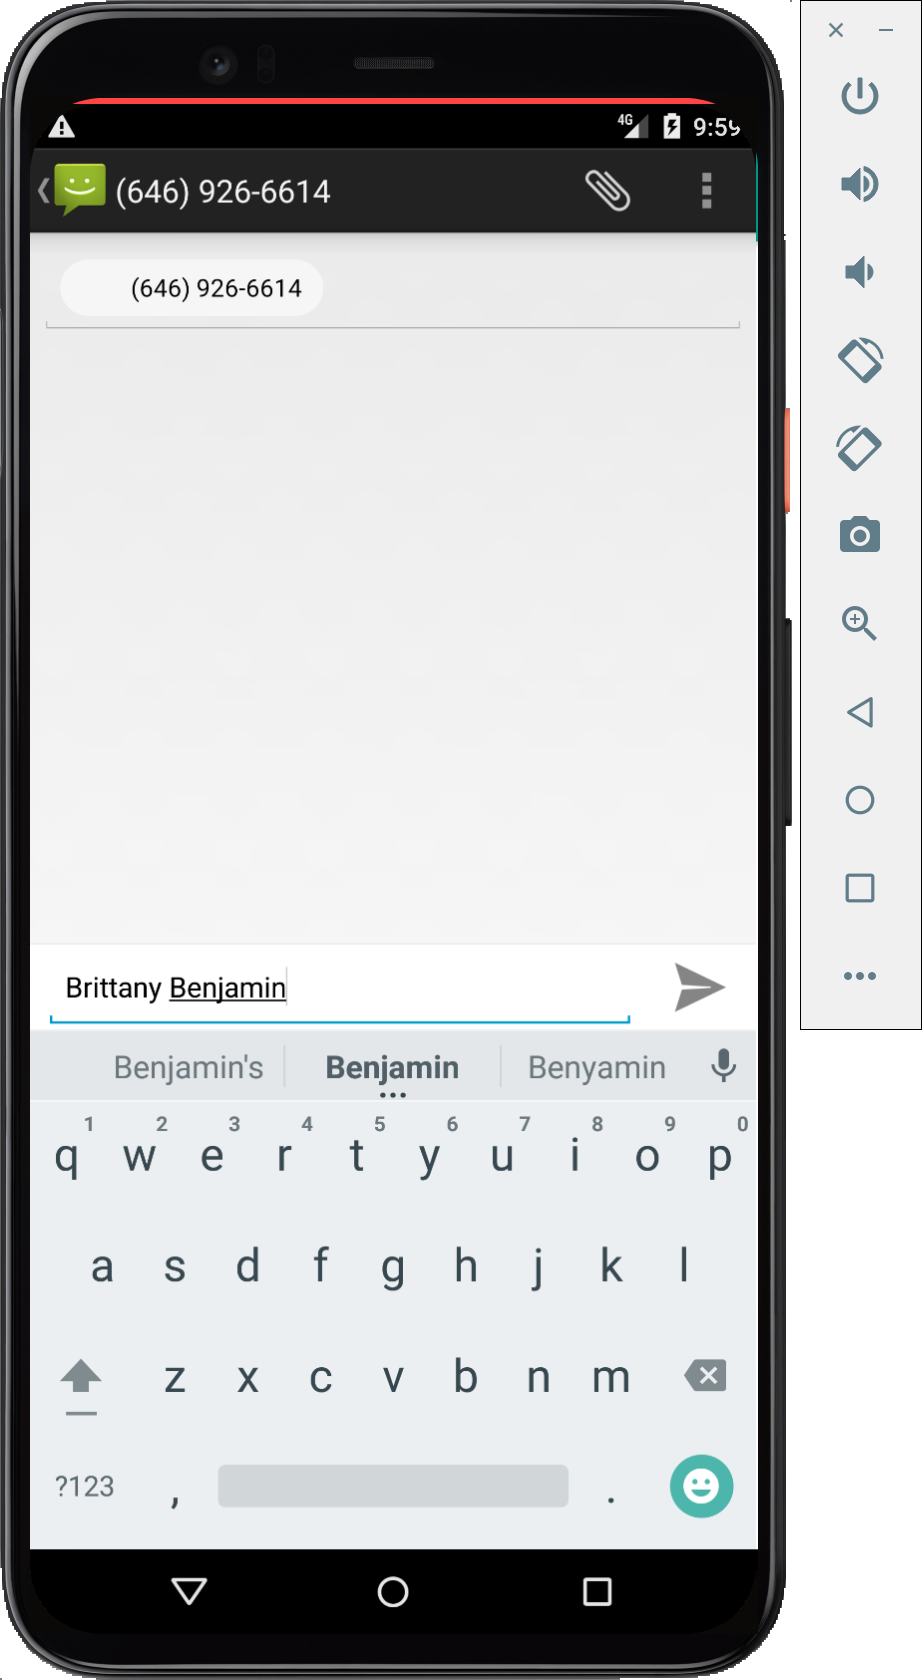 4G 9:59
(646) 926-6614
(646) 926-6614
Brittany Benjamin
Benjamin's Benjamin Benyamin
1 2 3 4 5 6 7 8 9 0
q w e r t y u i o p
a s d f g h j k l
z x c v b n m
?123 , .